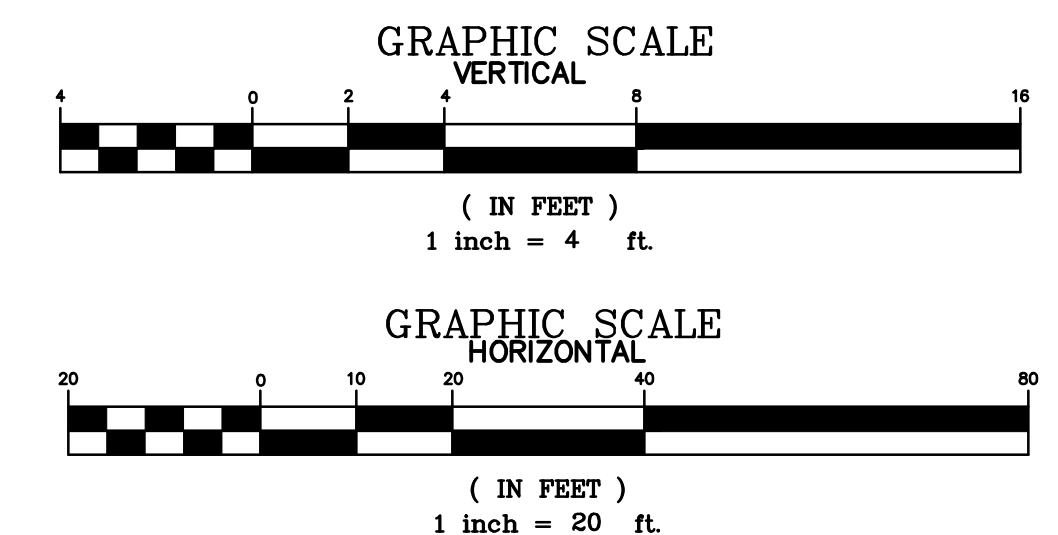 GRAPHIC SCALE
VERTICAL
4 0 2 4 8 16
( IN FEET )
1 inch = 4 ft.
GRAPHIC SCALE
HORIZONTAL
20 0 10 20 40 80
( IN FEET )
1 inch = 20 ft.